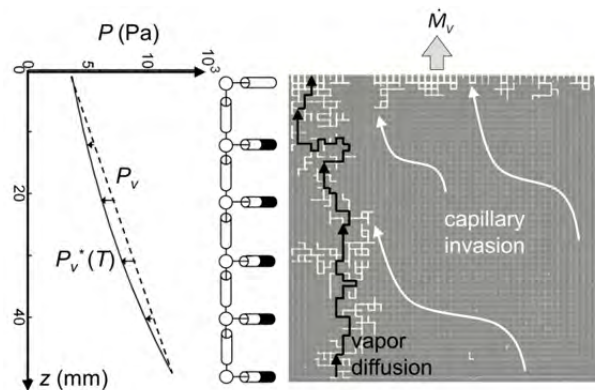 P (Pa)
0
5
10
10³
20
40
z (mm)
Pᵥ
Pᵥ*(T)
Ṁᵥ
capillary
invasion
vapor
diffusion